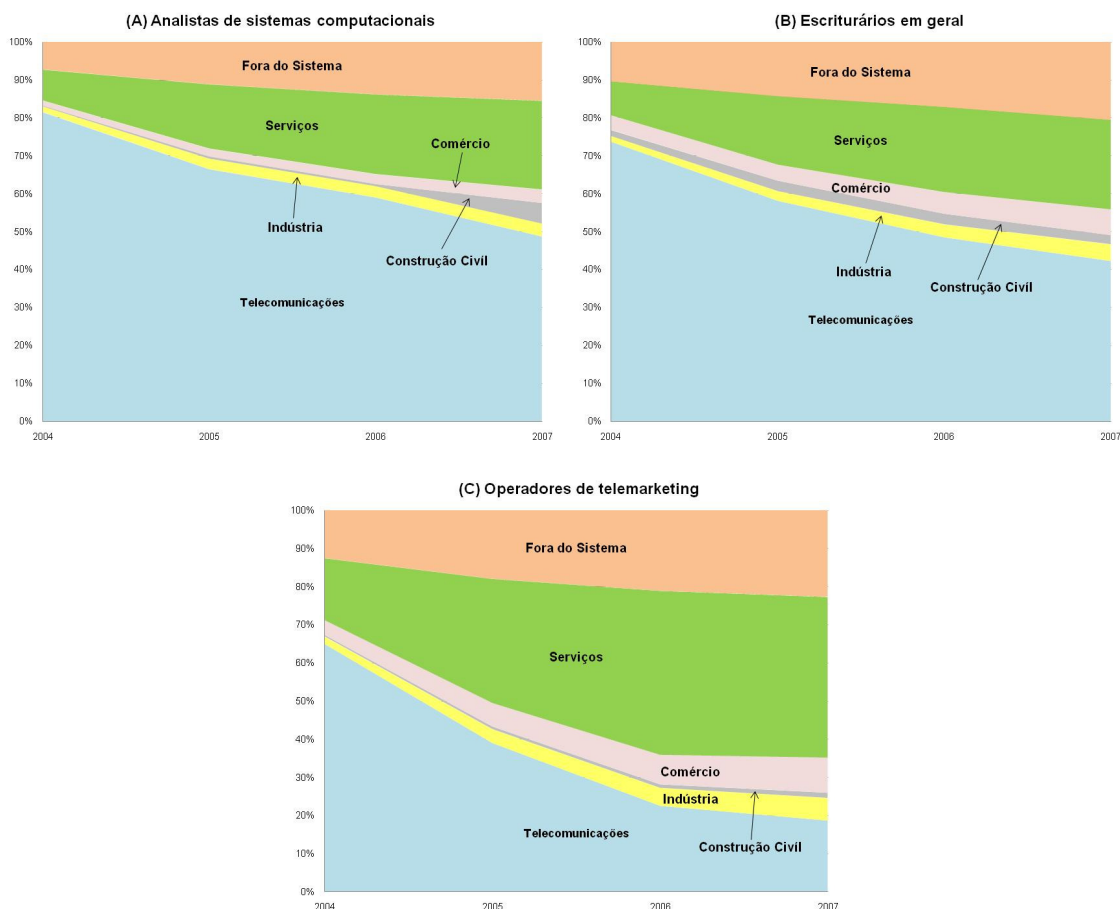 (A) Analistas de sistemas computacionais
100%
90%
80%
70%
60%
50%
40%
30%
20%
10%
0%
Fora do Sistema
Serviços
Comércio
Indústria
Construção Civíl
Telecomunicações
2004 2005 2006 2007
(B) Escriturários em geral
100%
90%
80%
70%
60%
50%
40%
30%
20%
10%
0%
Fora do Sistema
Serviços
Comércio
Indústria
Construção Civíl
Telecomunicações
2004 2005 2006 2007
(C) Operadores de telemarketing
100%
90%
80%
70%
60%
50%
40%
30%
20%
10%
0%
Fora do Sistema
Serviços
Comércio
Indústria
Telecomunicações
Construção Civíl
2004 2005 2006 2007